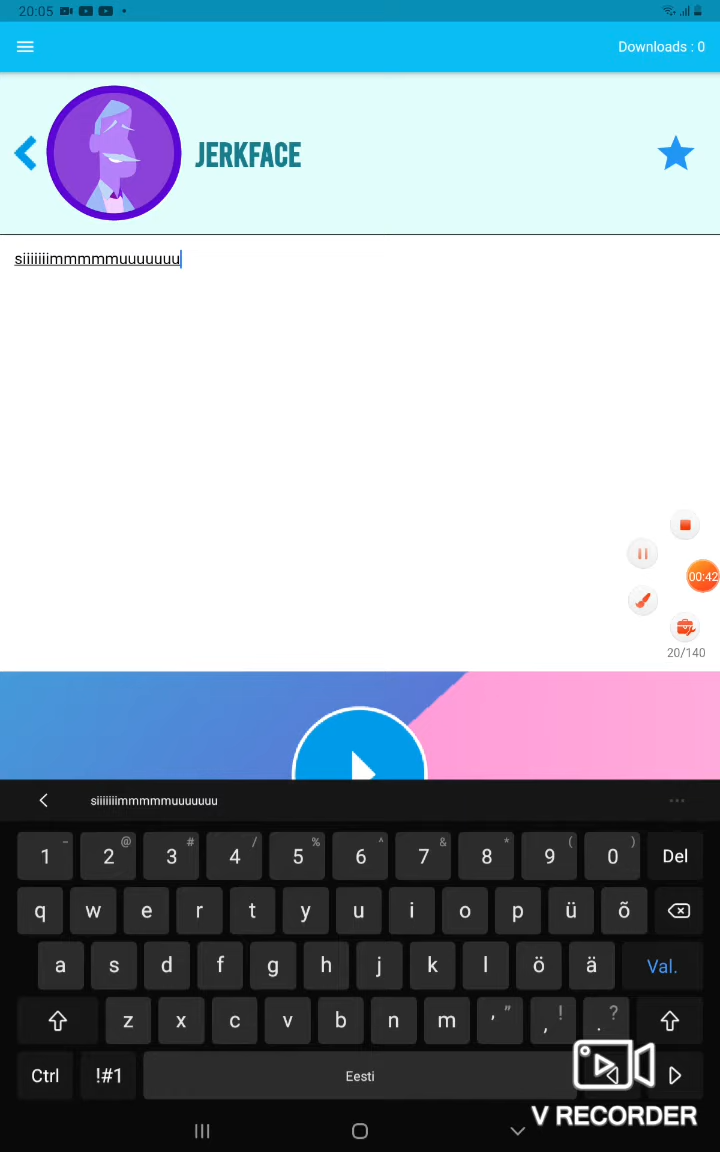 20:05
Downloads : 0
JERKFACE
siiiiiiimmmmmuuuuuuu
00:42
20/140
siiiiiiimmmmmuuuuuuu
1 - 2 @ 3 # 4 / 5 % 6 ^ 7 & 8 * 9 ( 0 ) Del
q w e r t y u i o p ü õ
a s d f g h j k l ö ä Val.
z x c v b n m ' " , ! . ?
Ctrl !#1 Eesti
V RECORDER